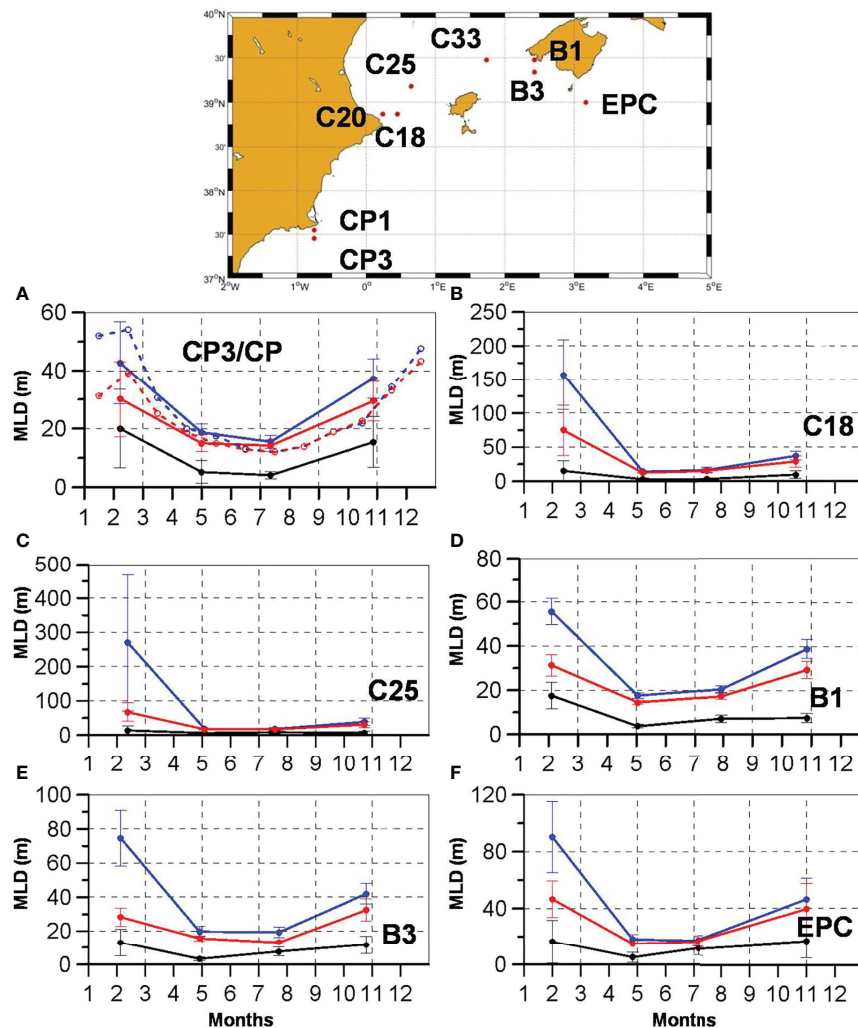 40°N
30'
39°N
30'
38°N
30'
37°N
2°W 1°W 0°E 1°E 2°E 3°E 4°E 5°E
C33 B1
C25
B3
EPC
C20
C18
CP1
CP3
A
MLD (m)
60
40
20
0
CP3/CP
1 2 3 4 5 6 7 8 9 10 11 12
B
MLD (m)
250
200
150
100
50
0
C18
1 2 3 4 5 6 7 8 9 10 11 12
C
MLD (m)
500
400
300
200
100
0
C25
1 2 3 4 5 6 7 8 9 10 11 12
D
MLD (m)
80
60
40
20
0
B1
1 2 3 4 5 6 7 8 9 10 11 12
E
MLD (m)
100
80
60
40
20
0
B3
1 2 3 4 5 6 7 8 9 10 11 12
Months
F
MLD (m)
120
80
40
0
EPC
1 2 3 4 5 6 7 8 9 10 11 12
Montns